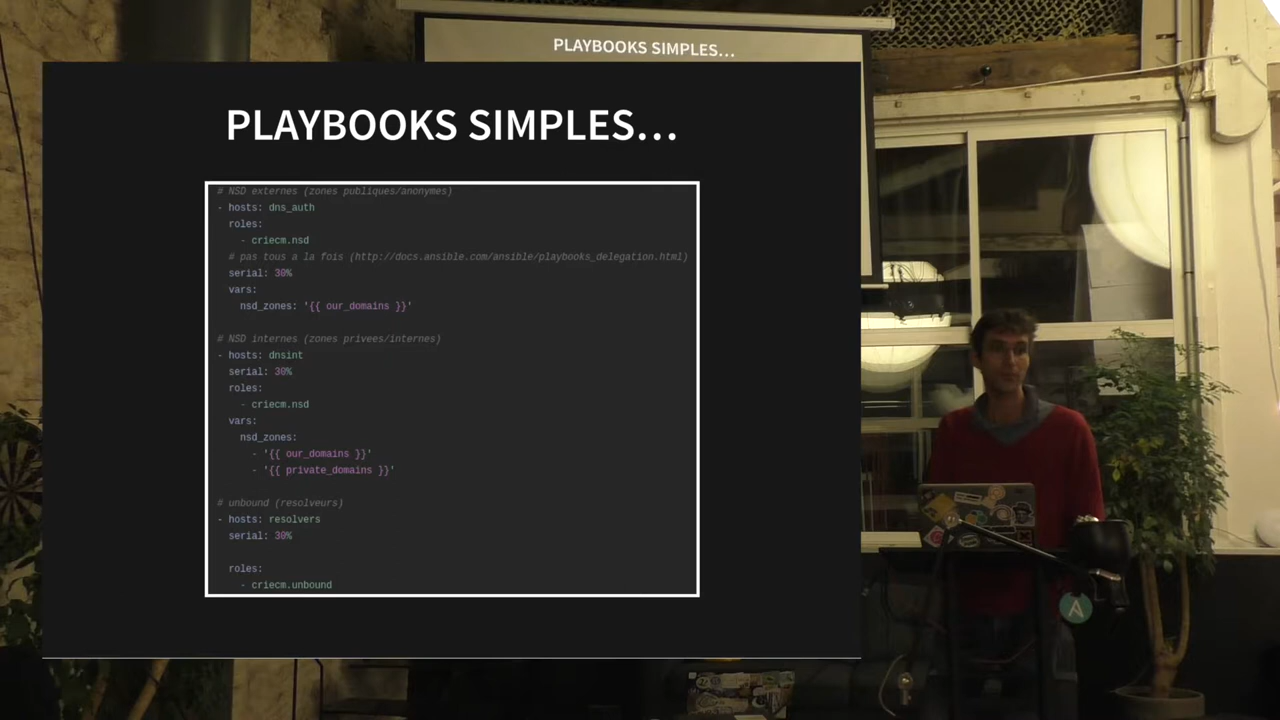 PLAYBOOKS SIMPLES...
PLAYBOOKS SIMPLES...
# NSD externes (zones publiques/anonymes)
- hosts: dns_auth
  roles:
    - criecm.nsd
  # pas tous a la fois (http://docs.ansible.com/ansible/playbooks_delegation.html)
  serial: 30%
  vars:
    nsd_zones: '{{ our_domains }}'
# NSD internes (zones privees/internes)
- hosts: dnsint
  serial: 30%
  roles:
    - criecm.nsd
  vars:
    nsd_zones:
      - '{{ our_domains }}'
      - '{{ private_domains }}'
# unbound (resolveurs)
- hosts: resolvers
  serial: 30%
  roles:
    - criecm.unbound
A